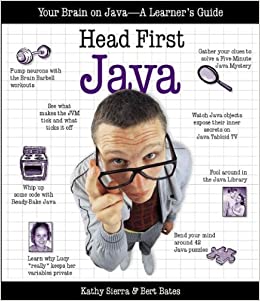 Your Brain on Java—A Learner's Guide
Head First
Java
Pump neurons with
the Brain Barbell
workouts
Gather your clues to
solve a Five-Minute
Java Mystery
See what
makes the JVM
tick and what
ticks it off
Watch Java objects
expose their inner
secrets on
Java Tabloid TV
Whip up
some code with
Ready-Bake Java
Fool around in
the Java Library
Learn why Lucy
"really" keeps her
variables private
Bend your mind
around 42
Java puzzles
Kathy Sierra & Bert Bates